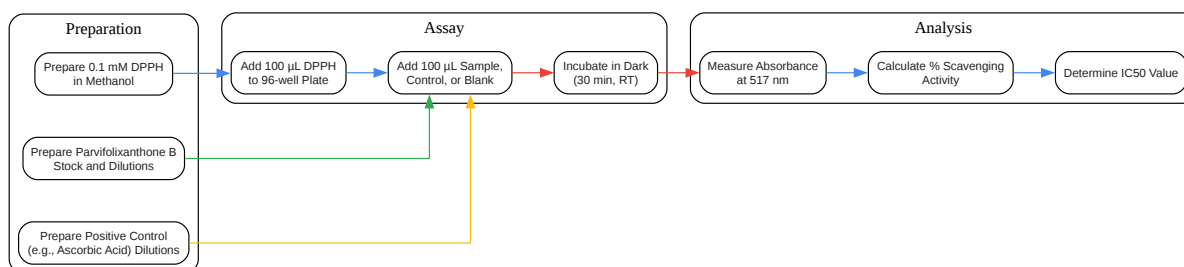 Preparation
Prepare 0.1 mM DPPH
in Methanol
Prepare Parvifolixanthone B
Stock and Dilutions
Prepare Positive Control
(e.g., Ascorbic Acid) Dilutions
Assay
Add 100 µL DPPH
to 96-well Plate
Add 100 µL Sample,
Control, or Blank
Incubate in Dark
(30 min, RT)
Analysis
Measure Absorbance
at 517 nm
Calculate % Scavenging
Activity
Determine IC50 Value